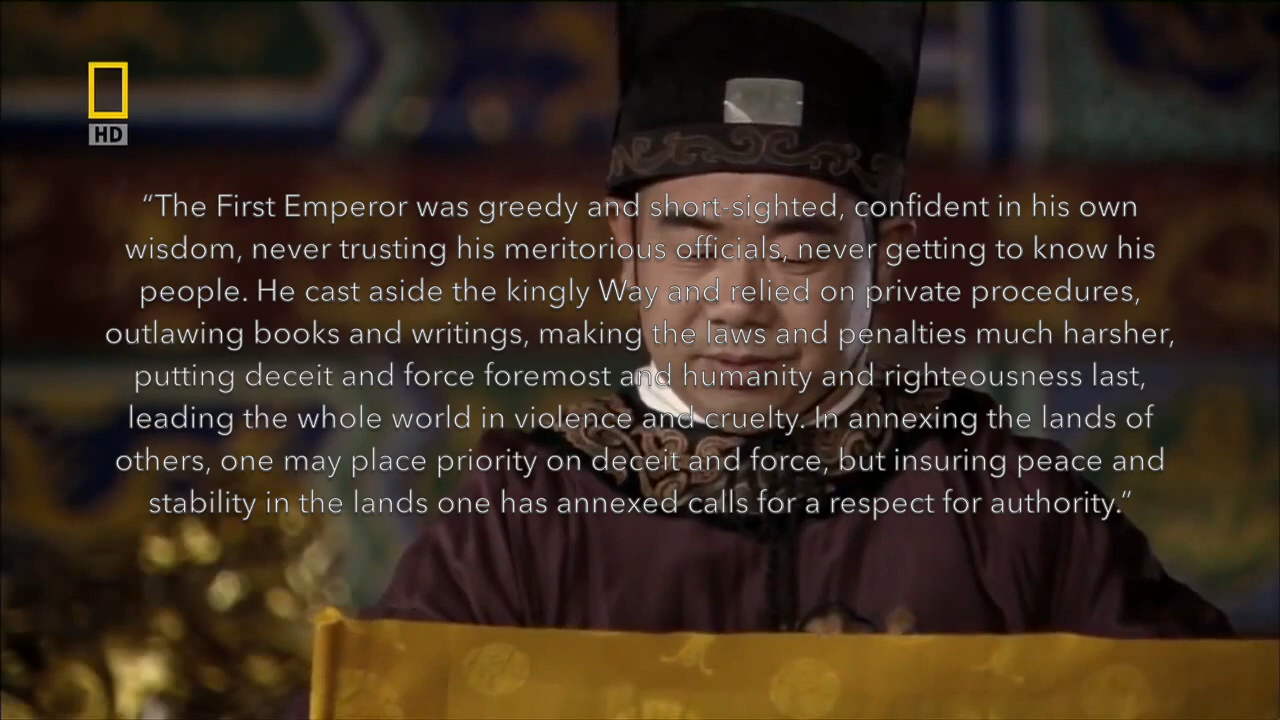 HD
“The First Emperor was greedy and short-sighted, confident in his own
wisdom, never trusting his meritorious officials, never getting to know his
people. He cast aside the kingly Way and relied on private procedures,
outlawing books and writings, making the laws and penalties much harsher,
putting deceit and force foremost and humanity and righteousness last,
leading the whole world in violence and cruelty. In annexing the lands of
others, one may place priority on deceit and force, but insuring peace and
stability in the lands one has annexed calls for a respect for authority.”